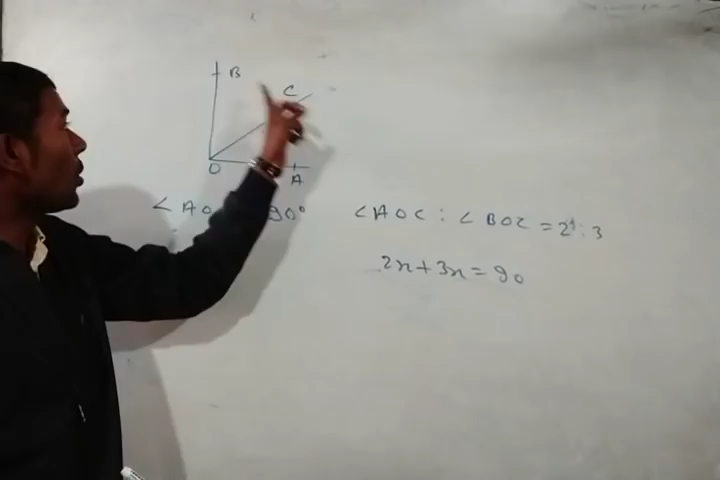 B
C
O
A
< AO 90°
< AOC : < BOC = 2 : 3
2x + 3x = 90